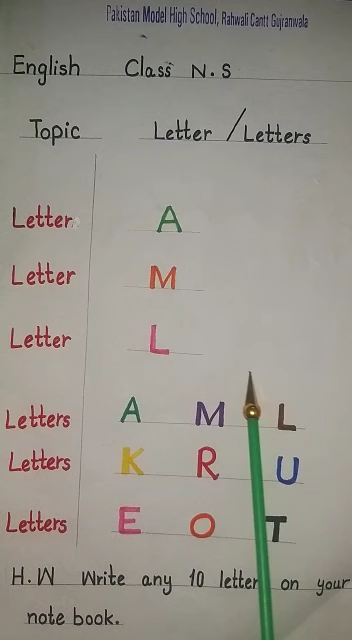 Pakistan Model High School, Rahwali Cantt Gujranwala
English Class N.S
Topic Letter / Letters
Letter A
Letter M
Letter L
Letters A M L
Letters K R U
Letters E O T
H.W Write any 10 letter on your
note book.